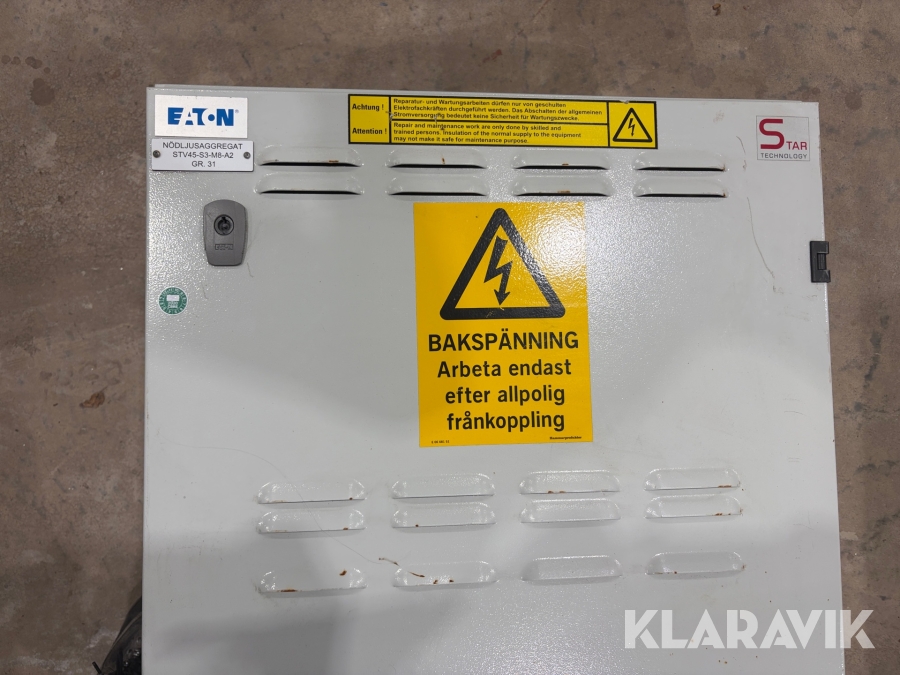 EATON
NÖDLJUSAGGREGAT
STV45-S3-M8-A2
GR. 31
Achtung !
Reparatur- und Wartungsarbeiten dürfen nur von geschulten
Elektrofachkräften durchgeführt werden. Das Abschalten der allgemeinen
Stromversorgung bedeutet keine Sicherheit für Wartungszwecke.
Attention !
Repair and maintenance work are only done by skilled and
trained persons. Insulation of the normal supply to the equipment
may not make it safe for maintenance purpose.
STAR
TECHNOLOGY
BAKSPÄNNING
Arbeta endast
efter allpolig
frånkoppling
KLARAVIK